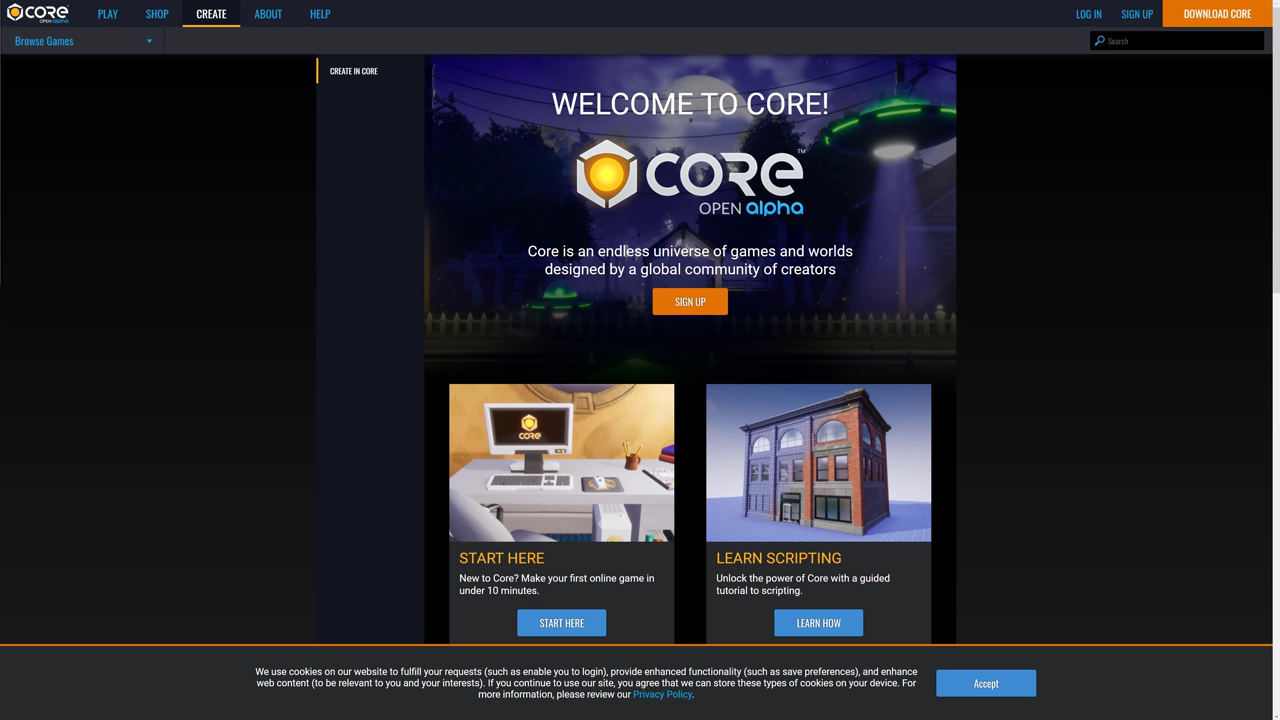 CORE
OPEN alpha
PLAY
SHOP
CREATE
ABOUT
HELP
LOG IN
SIGN UP
DOWNLOAD CORE
Browse Games
Search
CREATE IN CORE
WELCOME TO CORE!
CORE™
OPEN alpha
Core is an endless universe of games and worlds
designed by a global community of creators
SIGN UP
CORE
START HERE
New to Core? Make your first online game in
under 10 minutes.
START HERE
LEARN SCRIPTING
Unlock the power of Core with a guided
tutorial to scripting.
LEARN HOW
We use cookies on our website to fulfill your requests (such as enable you to login), provide enhanced functionality (such as save preferences), and enhance
web content (to be relevant to you and your interests). If you continue to use our site, you agree that we can store these types of cookies on your device. For
more information, please review our Privacy Policy.
Accept